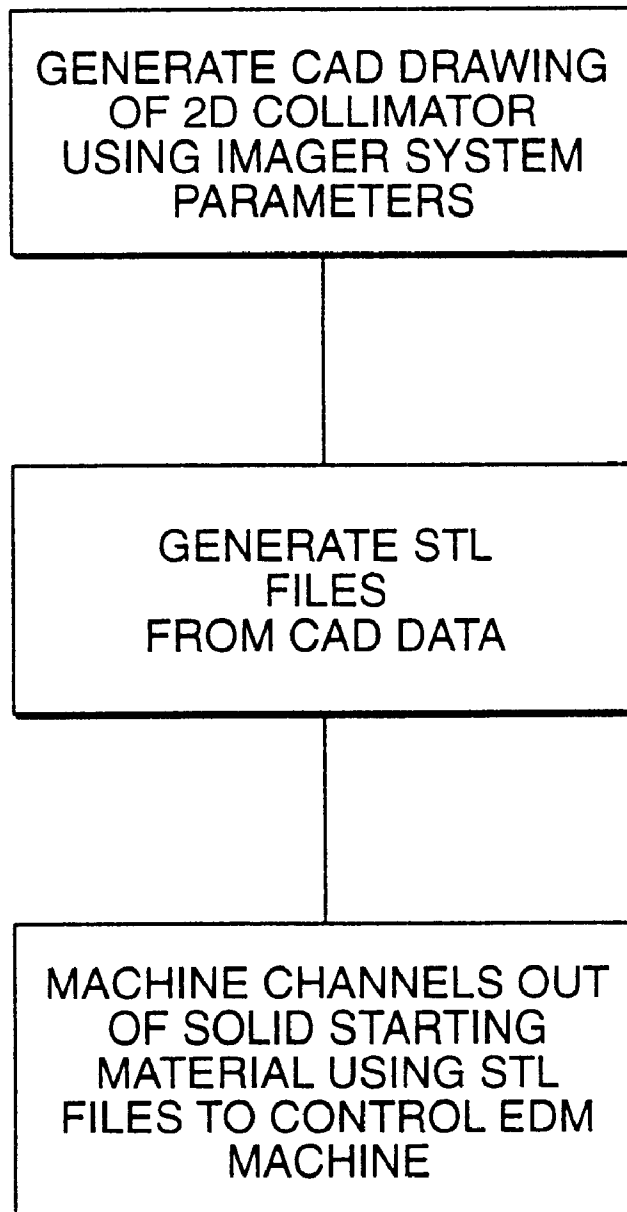 GENERATE CAD DRAWING
OF 2D COLLIMATOR
USING IMAGER SYSTEM
PARAMETERS
GENERATE STL
FILES
FROM CAD DATA
MACHINE CHANNELS OUT
OF SOLID STARTING
MATERIAL USING STL
FILES TO CONTROL EDM
MACHINE